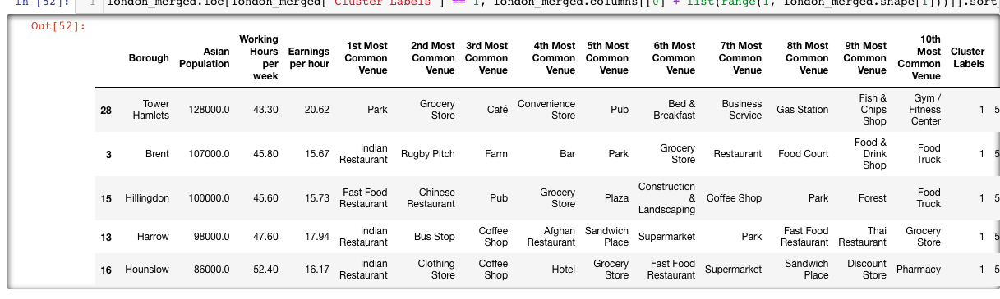 In [52]: 1 london_merged.loc[london_merged['Cluster Labels'] == 1, london_merged.columns[[0] + list(range(1, london_merged.shape[1]))]].sort_
Out[52]:
Borough Asian Population Working Hours per week Earnings per hour 1st Most Common Venue 2nd Most Common Venue 3rd Most Common Venue 4th Most Common Venue 5th Most Common Venue 6th Most Common Venue 7th Most Common Venue 8th Most Common Venue 9th Most Common Venue 10th Most Common Venue Cluster Labels
28 Tower Hamlets 128000.0 43.30 20.62 Park Grocery Store Café Convenience Store Pub Bed & Breakfast Business Service Gas Station Fish & Chips Shop Gym / Fitness Center 1 5
3 Brent 107000.0 45.80 15.67 Indian Restaurant Rugby Pitch Farm Bar Park Grocery Store Restaurant Food Court Food & Drink Shop Food Truck 1 5
15 Hillingdon 100000.0 45.60 15.73 Fast Food Restaurant Chinese Restaurant Pub Grocery Store Plaza Construction & Landscaping Coffee Shop Park Forest Food Truck 1 5
13 Harrow 98000.0 47.60 17.94 Indian Restaurant Bus Stop Coffee Shop Afghan Restaurant Sandwich Place Supermarket Park Fast Food Restaurant Thai Restaurant Grocery Store 1 5
16 Hounslow 86000.0 52.40 16.17 Indian Restaurant Clothing Store Coffee Shop Hotel Grocery Store Fast Food Restaurant Supermarket Sandwich Place Discount Store Pharmacy 1 5